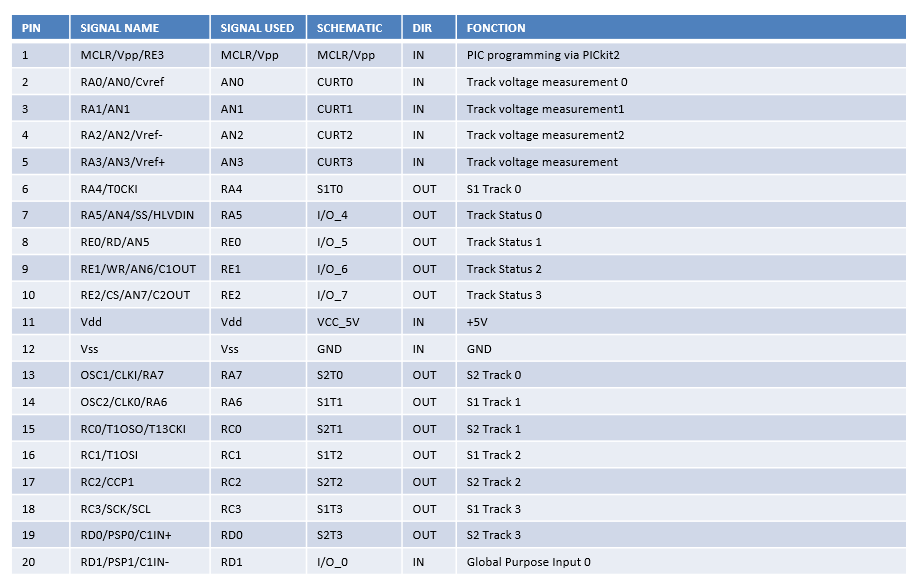 PIN SIGNAL NAME SIGNAL USED SCHEMATIC DIR FONCTION
1 MCLR/Vpp/RE3 MCLR/Vpp MCLR/Vpp IN PIC programming via PICkit2
2 RA0/AN0/Cvref AN0 CURT0 IN Track voltage measurement 0
3 RA1/AN1 AN1 CURT1 IN Track voltage measurement1
4 RA2/AN2/Vref- AN2 CURT2 IN Track voltage measurement2
5 RA3/AN3/Vref+ AN3 CURT3 IN Track voltage measurement
6 RA4/T0CKI RA4 S1T0 OUT S1 Track 0
7 RA5/AN4/SS/HLVDIN RA5 I/O_4 OUT Track Status 0
8 RE0/RD/AN5 RE0 I/O_5 OUT Track Status 1
9 RE1/WR/AN6/C1OUT RE1 I/O_6 OUT Track Status 2
10 RE2/CS/AN7/C2OUT RE2 I/O_7 OUT Track Status 3
11 Vdd Vdd VCC_5V IN +5V
12 Vss Vss GND IN GND
13 OSC1/CLKI/RA7 RA7 S2T0 OUT S2 Track 0
14 OSC2/CLK0/RA6 RA6 S1T1 OUT S1 Track 1
15 RC0/T1OSO/T13CKI RC0 S2T1 OUT S2 Track 1
16 RC1/T1OSI RC1 S1T2 OUT S1 Track 2
17 RC2/CCP1 RC2 S2T2 OUT S2 Track 2
18 RC3/SCK/SCL RC3 S1T3 OUT S1 Track 3
19 RD0/PSP0/C1IN+ RD0 S2T3 OUT S2 Track 3
20 RD1/PSP1/C1IN- RD1 I/O_0 IN Global Purpose Input 0